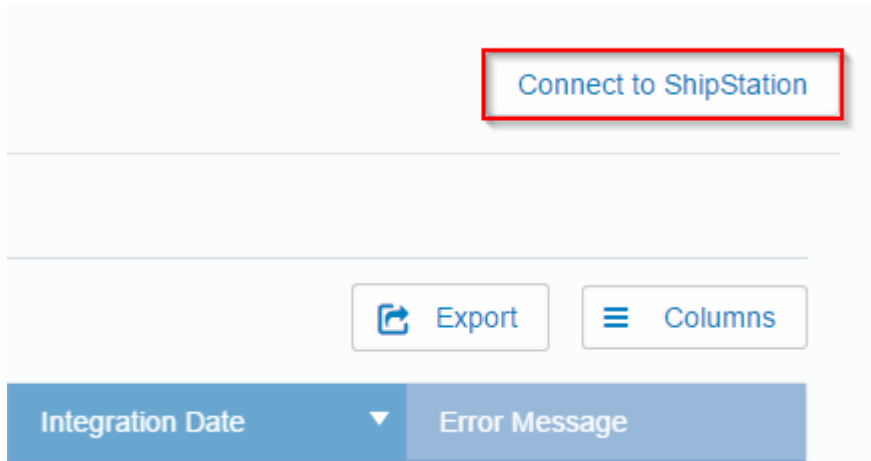 Connect to ShipStation
Export Columns
Integration Date Error Message